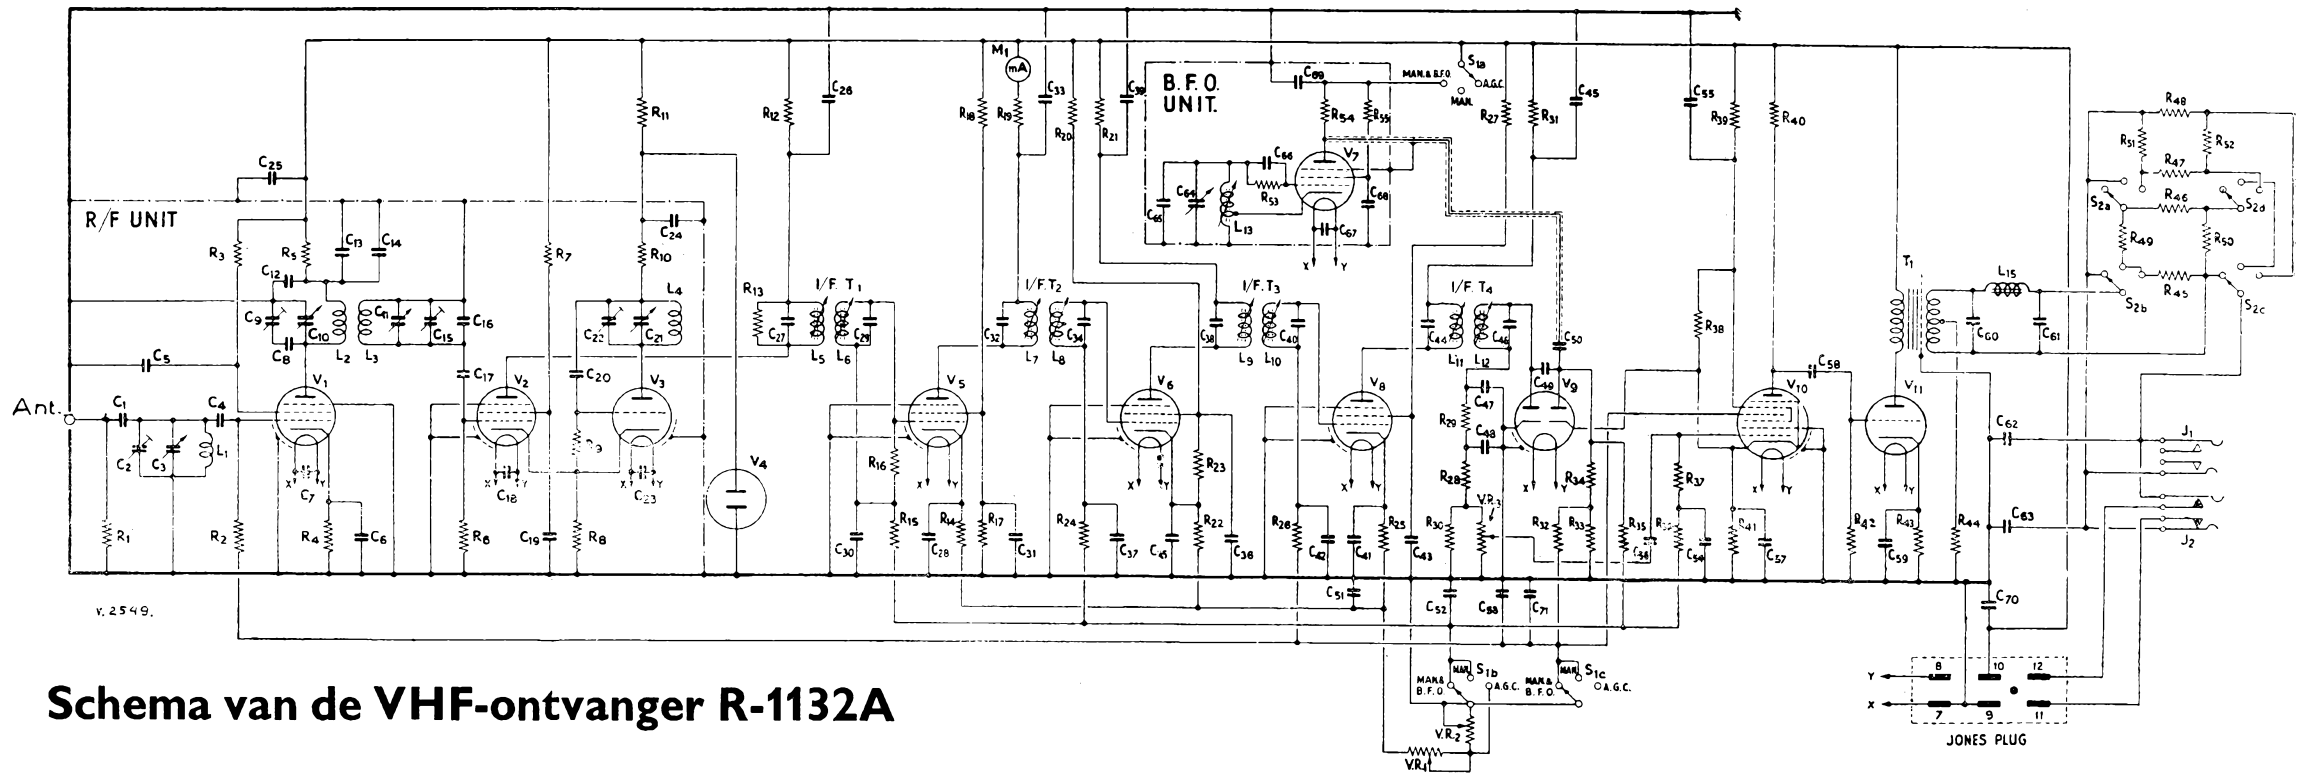 M1
mA
C69
MAN.& B.F.O.
S1a
A.G.C.
MAN.
B.F.O.
UNIT.
C26
R11
R12
R18
R19
C33
R20
R21
C39
R54
R55
R27
R31
C45
C55
R39
R40
R48
R51
R52
R47
R46
S2a
S2d
R49
R50
R45
S2b
S2c
C25
R/F UNIT
C66
V7
C64
C65
R53
L13
C68
C67
X
Y
R3
R5
C13
C14
C12
R7
C24
R10
L4
R13
I/F. T1
I/F. T2
I/F. T3
I/F. T4
T1
L15
C9
C10
C8
L2
L3
C11
C15
C16
C22
C21
C27
L5
L6
C29
C32
L7
L8
C34
C38
L9
L10
C40
C44
L11
L12
C46
C50
R38
C60
C61
C5
C17
C20
V1
V2
V3
V5
V6
V8
C49
V9
V10
C58
V11
Ant.
C1
C4
C2
C3
L1
C7
X
Y
C18
X
Y
R9
C23
X
Y
V4
R16
X
Y
X
Y
R23
X
Y
C47
R29
C48
R28
V.R.3
X
Y
R34
R37
X
Y
X
Y
C62
J1
R1
R2
R4
C6
R6
C19
R8
C30
R15
C28
R14
R17
C31
R24
C37
R22
C36
R26
C42
C41
R25
C43
R30
R32
R33
R35
C54
R41
C57
R42
C59
R43
R44
C63
J2
V.2549.
C51
C52
C53
C71
C70
MAN.
S1b
MAN.& B.F.O.
A.G.C.
MAN.
S1c
MAN.& B.F.O.
A.G.C.
V.R.2
V.R.1
8
10
12
Y
X
7
9
11
JONES PLUG
Schema van de VHF-ontvanger R-1132A